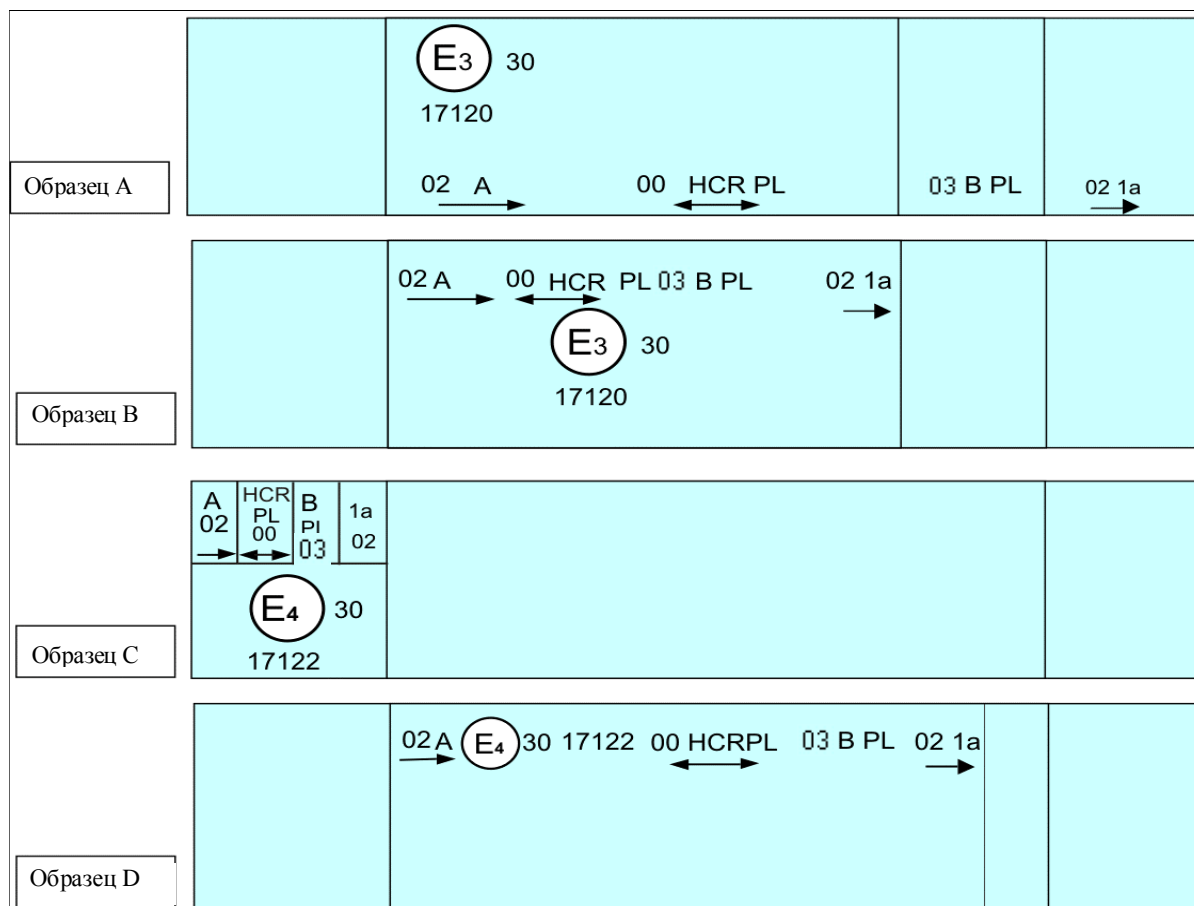 E3 30
17120
Образец A
02 A 00 HCR PL 03 B PL 02 1a
02 A 00 HCR PL 03 B PL 02 1a
E3 30
17120
Образец B
A
02
HCR
PL
00
B
PL
03
1a
02
E4 30
17122
Образец C
02 A E4 30 17122 00 HCRPL 03 B PL 02 1a
Образец D